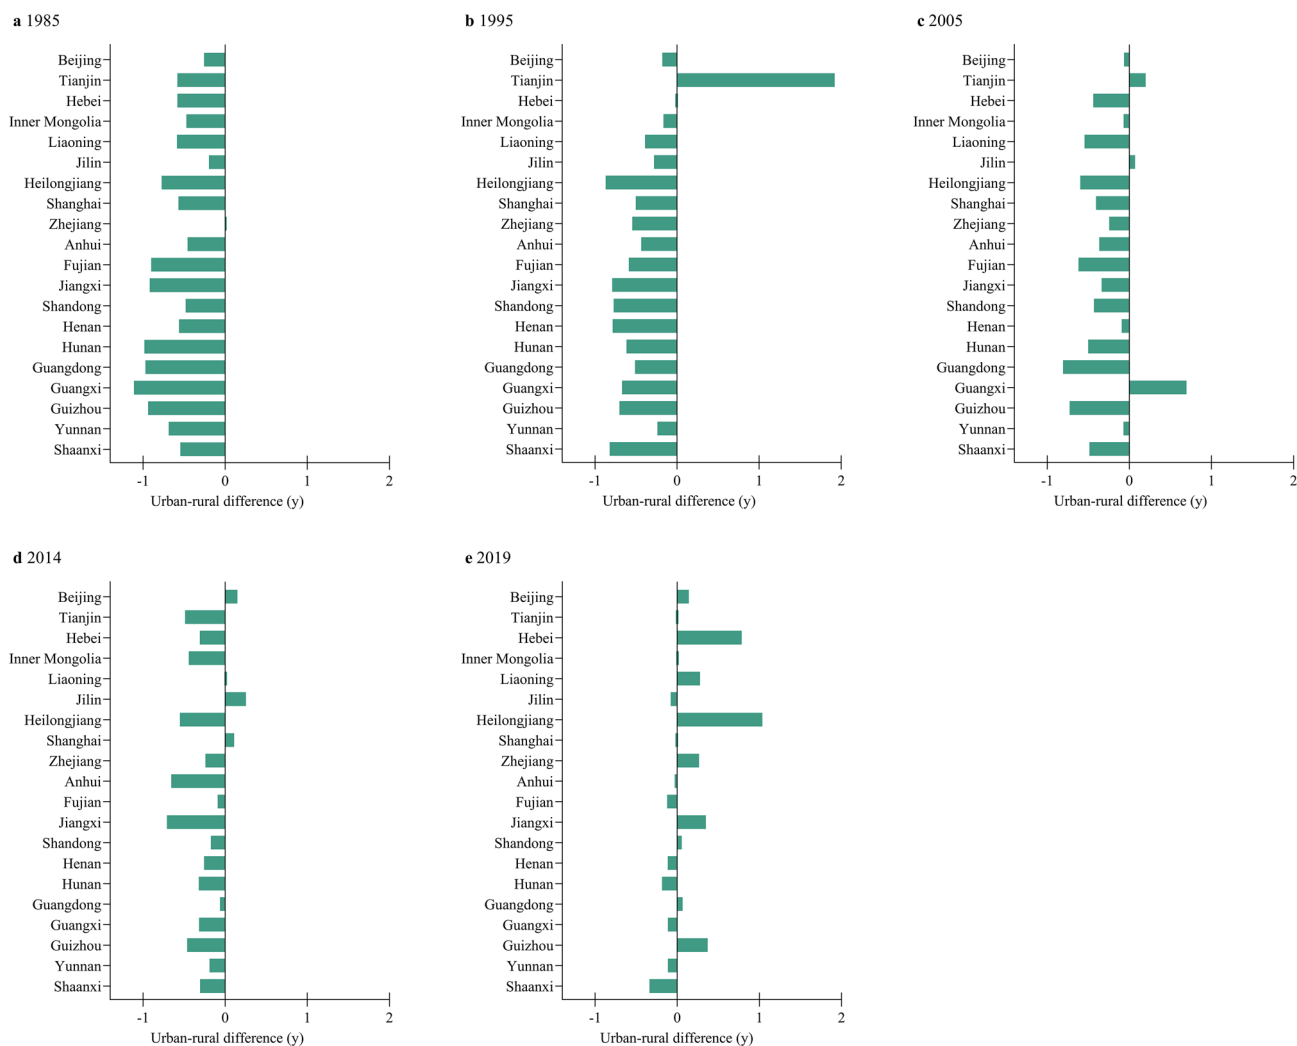 a 1985
Beijing
Tianjin
Hebei
Inner Mongolia
Liaoning
Jilin
Heilongjiang
Shanghai
Zhejiang
Anhui
Fujian
Jiangxi
Shandong
Henan
Hunan
Guangdong
Guangxi
Guizhou
Yunnan
Shaanxi
-1 0 1 2
Urban-rural difference (y)
b 1995
Beijing
Tianjin
Hebei
Inner Mongolia
Liaoning
Jilin
Heilongjiang
Shanghai
Zhejiang
Anhui
Fujian
Jiangxi
Shandong
Henan
Hunan
Guangdong
Guangxi
Guizhou
Yunnan
Shaanxi
-1 0 1 2
Urban-rural difference (y)
c 2005
Beijing
Tianjin
Hebei
Inner Mongolia
Liaoning
Jilin
Heilongjiang
Shanghai
Zhejiang
Anhui
Fujian
Jiangxi
Shandong
Henan
Hunan
Guangdong
Guangxi
Guizhou
Yunnan
Shaanxi
-1 0 1 2
Urban-rural difference (y)
d 2014
Beijing
Tianjin
Hebei
Inner Mongolia
Liaoning
Jilin
Heilongjiang
Shanghai
Zhejiang
Anhui
Fujian
Jiangxi
Shandong
Henan
Hunan
Guangdong
Guangxi
Guizhou
Yunnan
Shaanxi
-1 0 1 2
Urban-rural difference (y)
e 2019
Beijing
Tianjin
Hebei
Inner Mongolia
Liaoning
Jilin
Heilongjiang
Shanghai
Zhejiang
Anhui
Fujian
Jiangxi
Shandong
Henan
Hunan
Guangdong
Guangxi
Guizhou
Yunnan
Shaanxi
-1 0 1 2
Urban-rural difference (y)